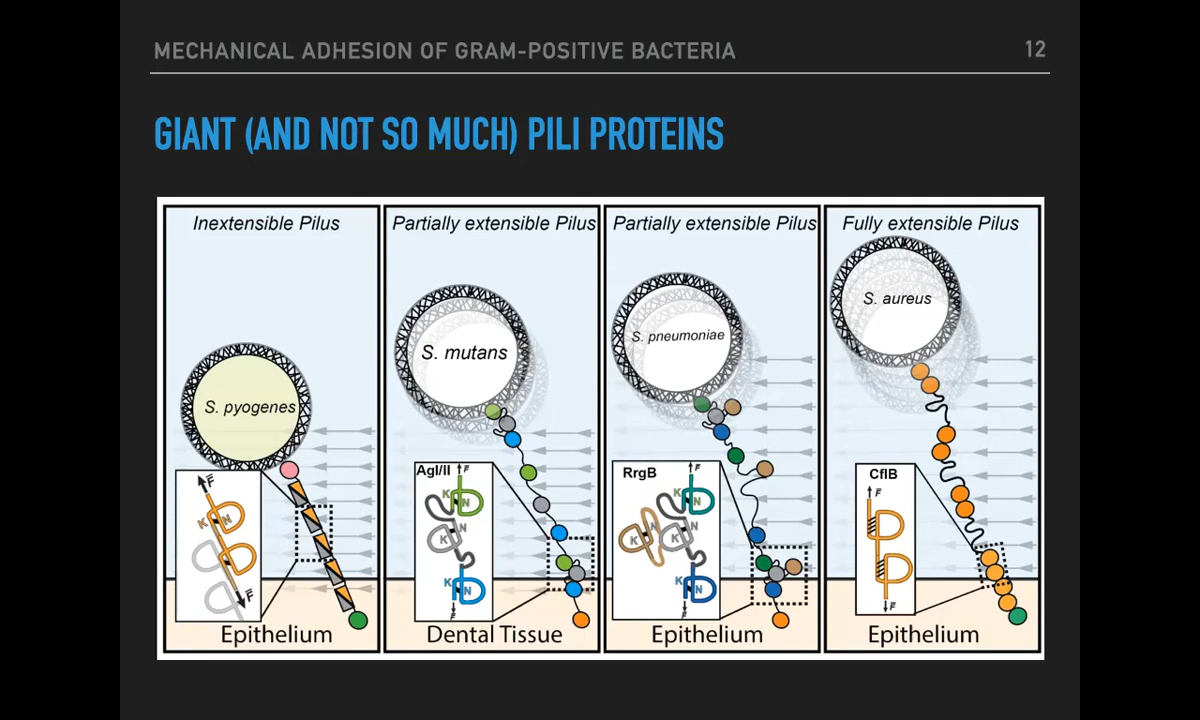 MECHANICAL ADHESION OF GRAM-POSITIVE BACTERIA
12
GIANT (AND NOT SO MUCH) PILI PROTEINS
Inextensible Pilus
Partially extensible Pilus
Partially extensible Pilus
Fully extensible Pilus
S. pyogenes
S. mutans
S. pneumoniae
S. aureus
F
K
N
F
AgI/II
F
K
N
N
K
K
N
F
RrgB
F
K
N
N
K
K
N
F
CflB
F
F
Epithelium
Dental Tissue
Epithelium
Epithelium